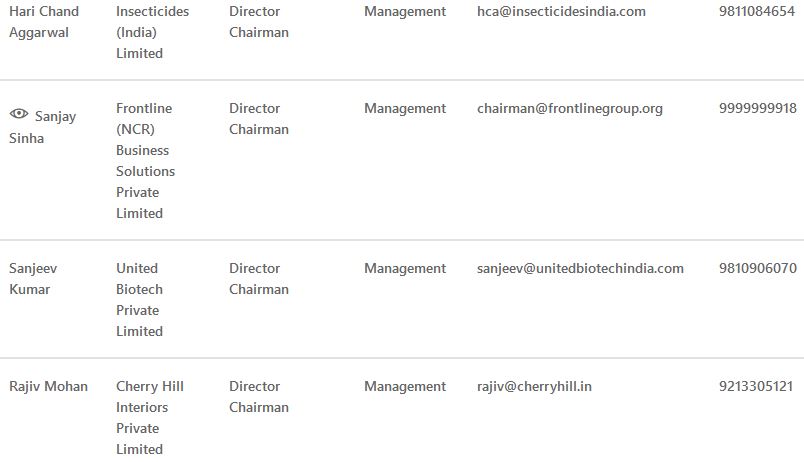 Hari Chand Insecticides Director Management hca@insecticidesindia.com 9811084654
Aggarwal (India) Chairman
Limited
Frontline Director Management chairman@frontlinegroup.org 9999999918
Sanjay (NCR) Chairman
Sinha Business
Solutions
Private
Limited
Sanjeev United Director Management sanjeev@unitedbiotechindia.com 9810906070
Kumar Biotech Chairman
Private
Limited
Rajiv Mohan Cherry Hill Director Management rajiv@cherryhill.in 9213305121
Interiors Chairman
Private
Limited